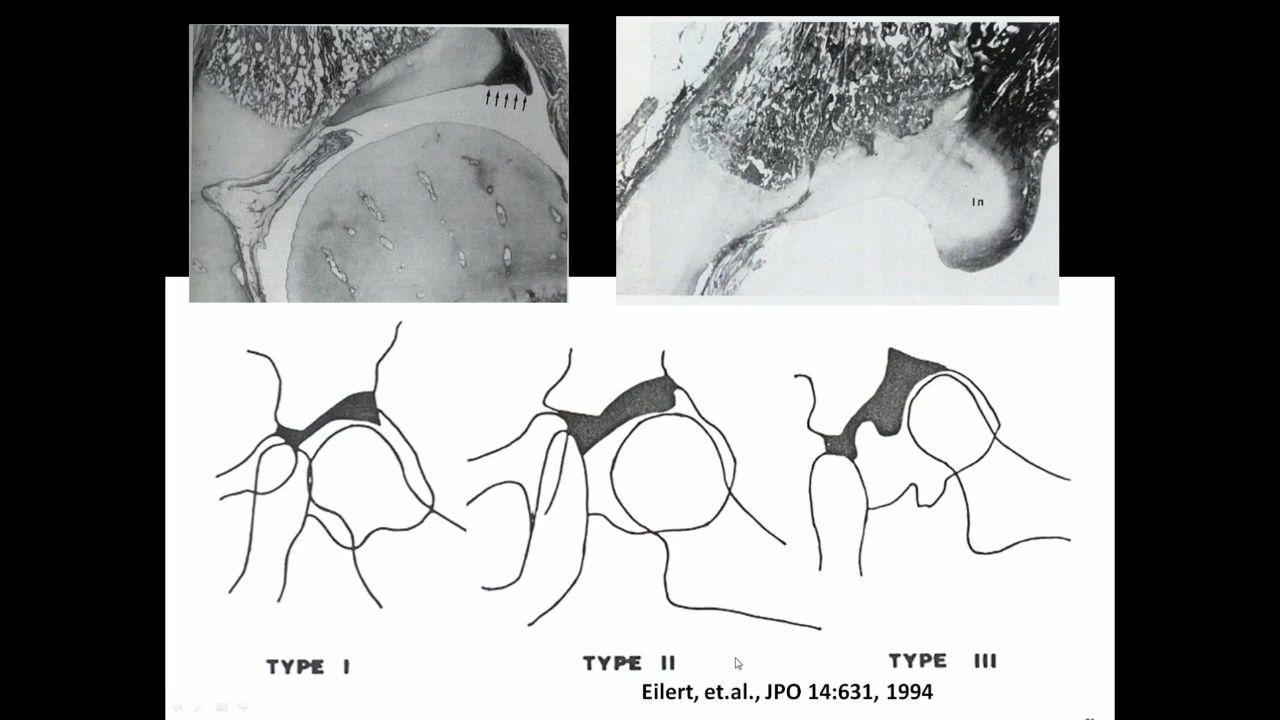 In
TYPE I
TYPE II
TYPE III
Eilert, et.al., JPO 14:631, 1994